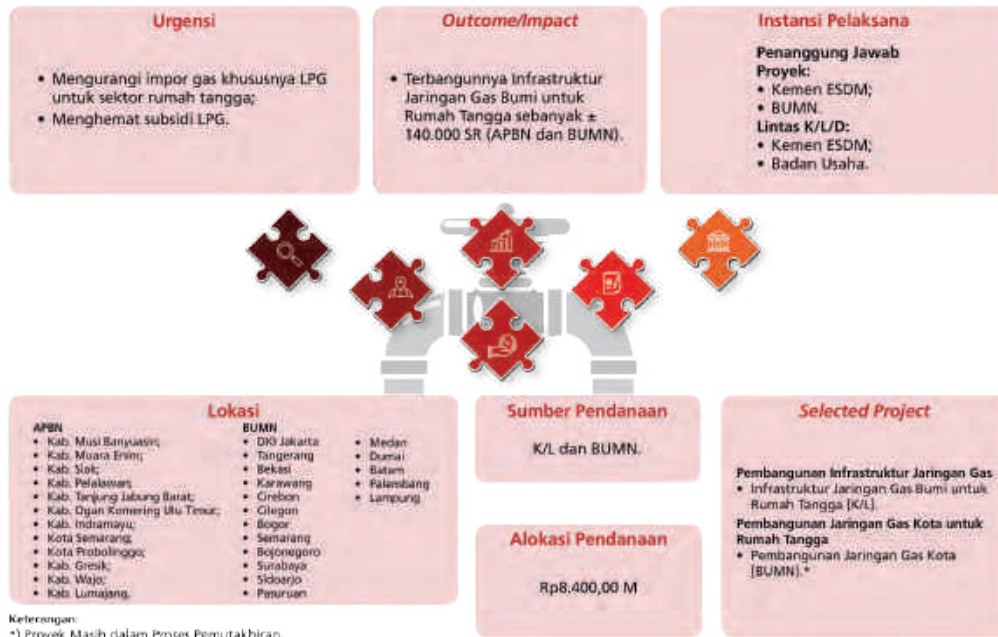 Urgensi
• Mengurangi impor gas khususnya LPG
untuk sektor rumah tangga;
• Menghemat subsidi LPG.
Outcome/Impact
• Terbangunnya Infrastruktur
Jaringan Gas Bumi untuk
Rumah Tangga sebanyak ±
140.000 SR (APBN dan BUMN).
Instansi Pelaksana
Penanggung Jawab
Proyek:
• Kemen ESDM;
• BUMN.
Lintas K/L/D:
• Kemen ESDM;
• Badan Usaha.
Lokasi
APBN
• Kab. Musi Banyuasin;
• Kab. Muara Enim;
• Kab. Siak;
• Kab. Pelalawan;
• Kab. Tanjung Jabung Barat;
• Kab. Ogan Komering Ulu Timur;
• Kab. Indramayu;
• Kota Semarang;
• Kota Probolinggo;
• Kab. Gresik;
• Kab. Wajo;
• Kab. Lumajang.
BUMN
• DKI Jakarta
• Tangerang
• Bekasi
• Karawang
• Cirebon
• Cilegon
• Bogor
• Semarang
• Bojonegoro
• Surabaya
• Sidoarjo
• Pasuruan
• Medan
• Dumai
• Batam
• Palembang
• Lampung
Sumber Pendanaan
K/L dan BUMN.
Alokasi Pendanaan
Rp8.400,00 M
Selected Project
Pembangunan Infrastruktur Jaringan Gas
• Infrastruktur Jaringan Gas Bumi untuk
Rumah Tangga [K/L].
Pembangunan Jaringan Gas Kota untuk
Rumah Tangga
• Pembangunan Jaringan Gas Kota
[BUMN].*
Keterangan:
*) Proyek Masih dalam Proses Pemutakhiran.